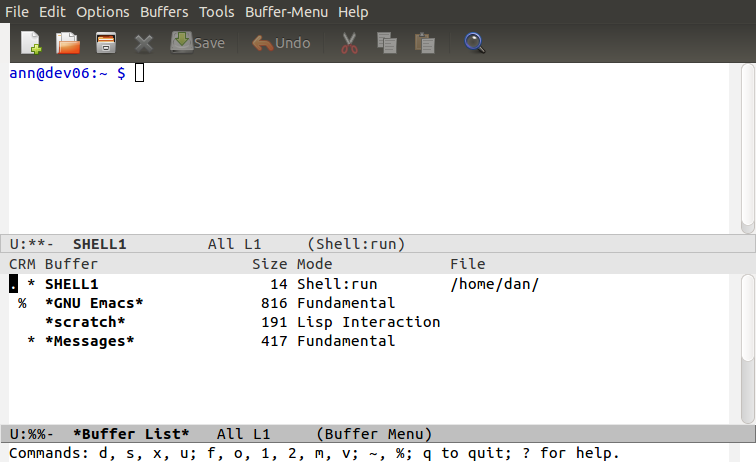 File Edit Options Buffers Tools Buffer-Menu Help
Save Undo
ann@dev06:~ $
U:**-  SHELL1         All L1     (Shell:run)
CRM Buffer                 Size Mode             File
. * SHELL1                14 Shell:run        /home/dan/
 %  *GNU Emacs*           816 Fundamental
    *scratch*             191 Lisp Interaction
  * *Messages*            417 Fundamental
U:%%-  *Buffer List*   All L1     (Buffer Menu)
Commands: d, s, x, u; f, o, 1, 2, m, v; ~, %; q to quit; ? for help.